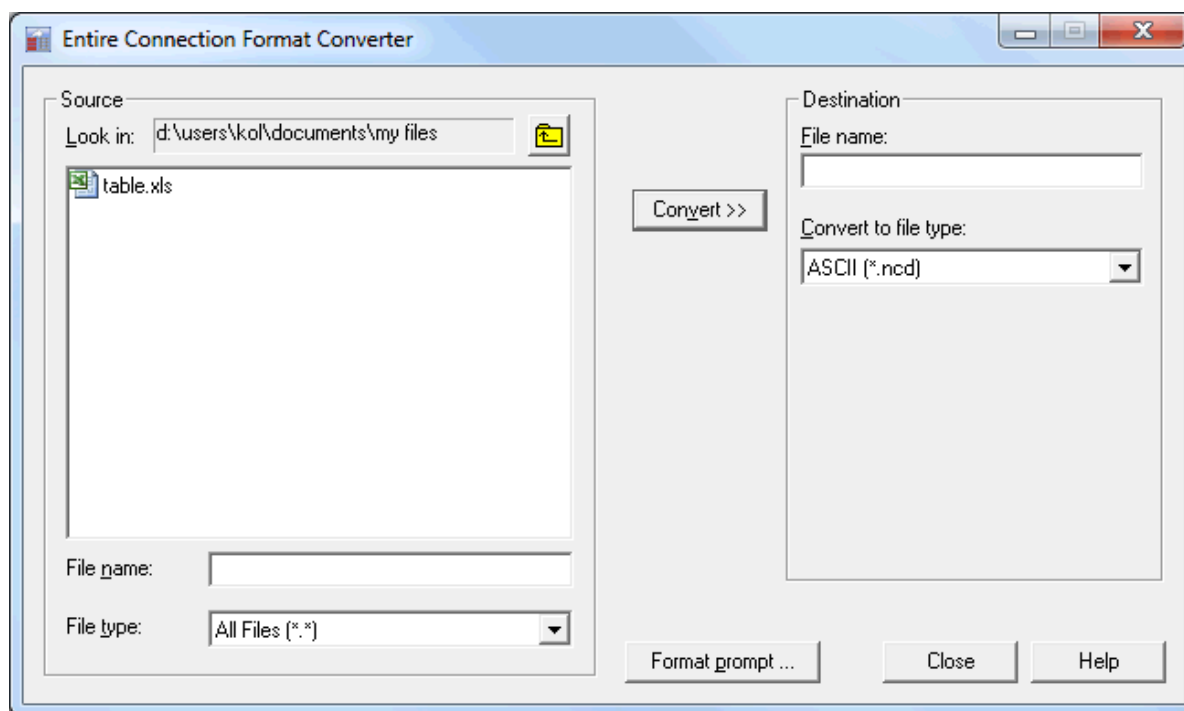 Entire Connection Format Converter
Source
Look in: d:\users\kol\documents\my files
table.xls
File name:
File type: All Files (*.*)
Convert >>
Destination
File name:
Convert to file type:
ASCII (*.ncd)
Format prompt ...
Close
Help